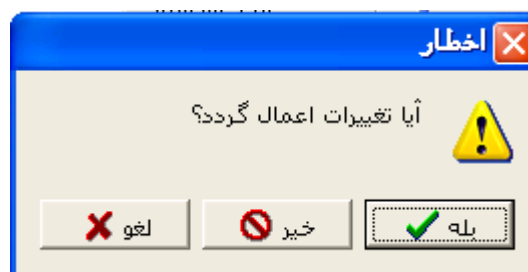 اخطار
آیا تغییرات اعمال گردد؟
بله
خیر
لغو